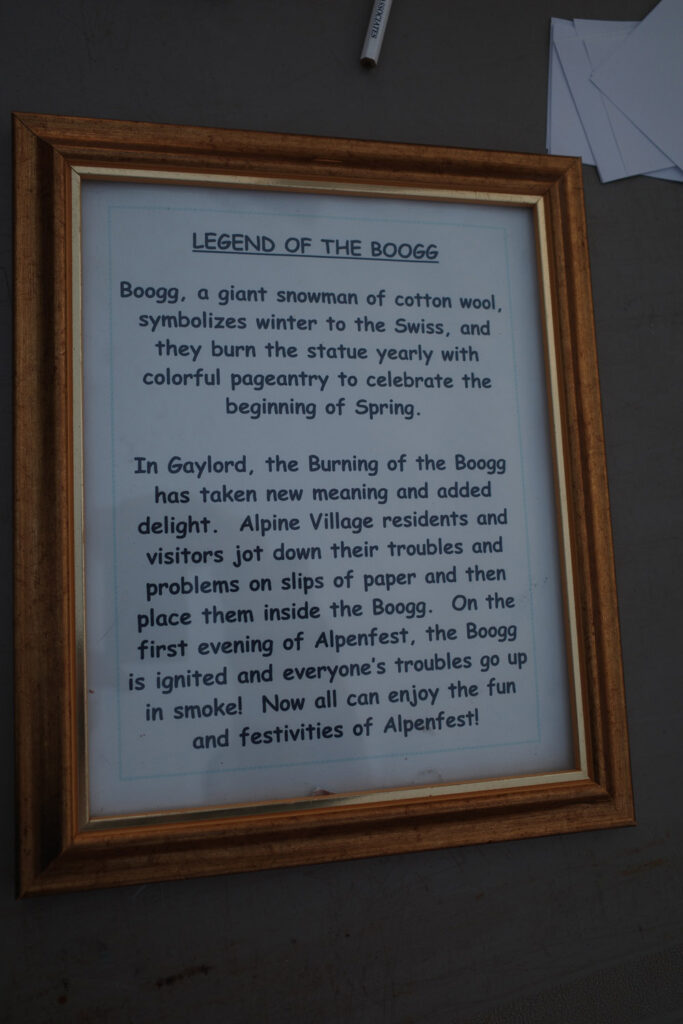 ASSOCIATES
LEGEND OF THE BOOGG
Boogg, a giant snowman of cotton wool,
symbolizes winter to the Swiss, and
they burn the statue yearly with
colorful pageantry to celebrate the
beginning of Spring.
In Gaylord, the Burning of the Boogg
has taken new meaning and added
delight.  Alpine Village residents and
visitors jot down their troubles and
problems on slips of paper and then
place them inside the Boogg.  On the
first evening of Alpenfest, the Boogg
is ignited and everyone's troubles go up
in smoke!  Now all can enjoy the fun
and festivities of Alpenfest!